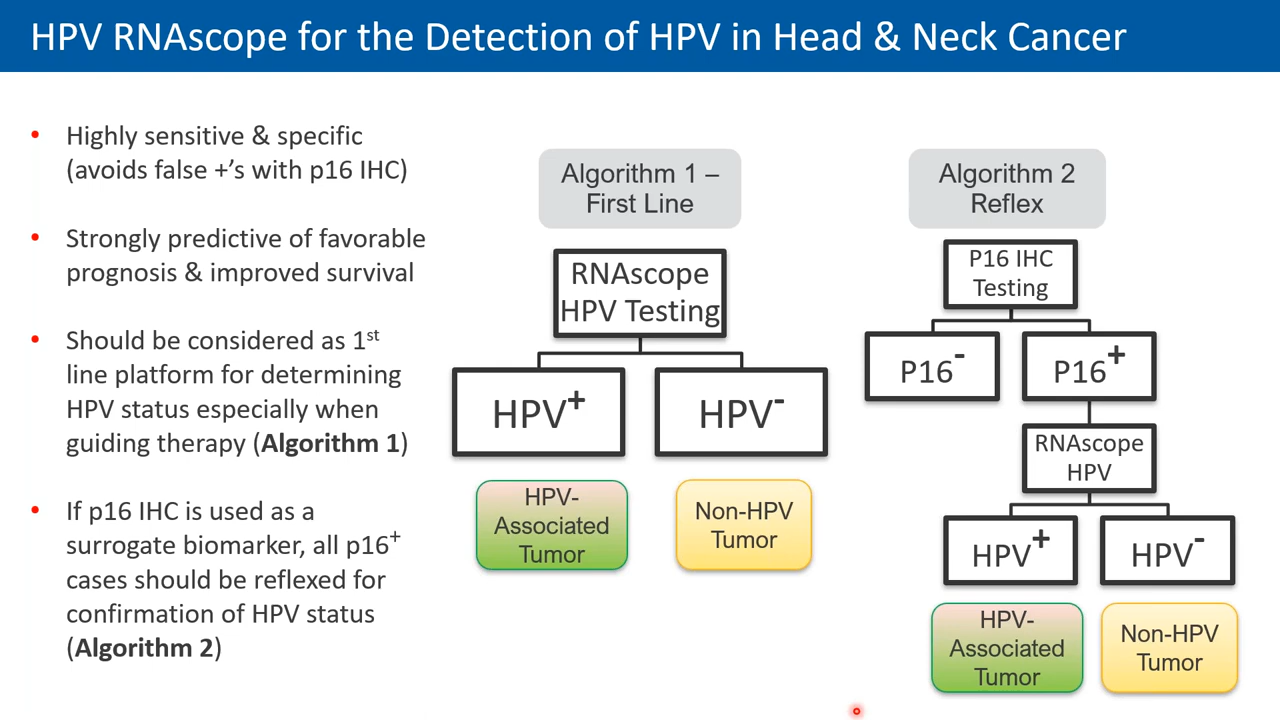 HPV RNAscope for the Detection of HPV in Head & Neck Cancer
• Highly sensitive & specific
(avoids false +’s with p16 IHC)
• Strongly predictive of favorable
prognosis & improved survival
• Should be considered as 1st
line platform for determining
HPV status especially when
guiding therapy (Algorithm 1)
• If p16 IHC is used as a
surrogate biomarker, all p16+
cases should be reflexed for
confirmation of HPV status
(Algorithm 2)
Algorithm 1 –
First Line
RNAscope
HPV Testing
HPV+
HPV-
HPV-
Associated
Tumor
Non-HPV
Tumor
Algorithm 2
Reflex
P16 IHC
Testing
P16-
P16+
RNAscope
HPV
HPV+
HPV-
HPV-
Associated
Tumor
Non-HPV
Tumor